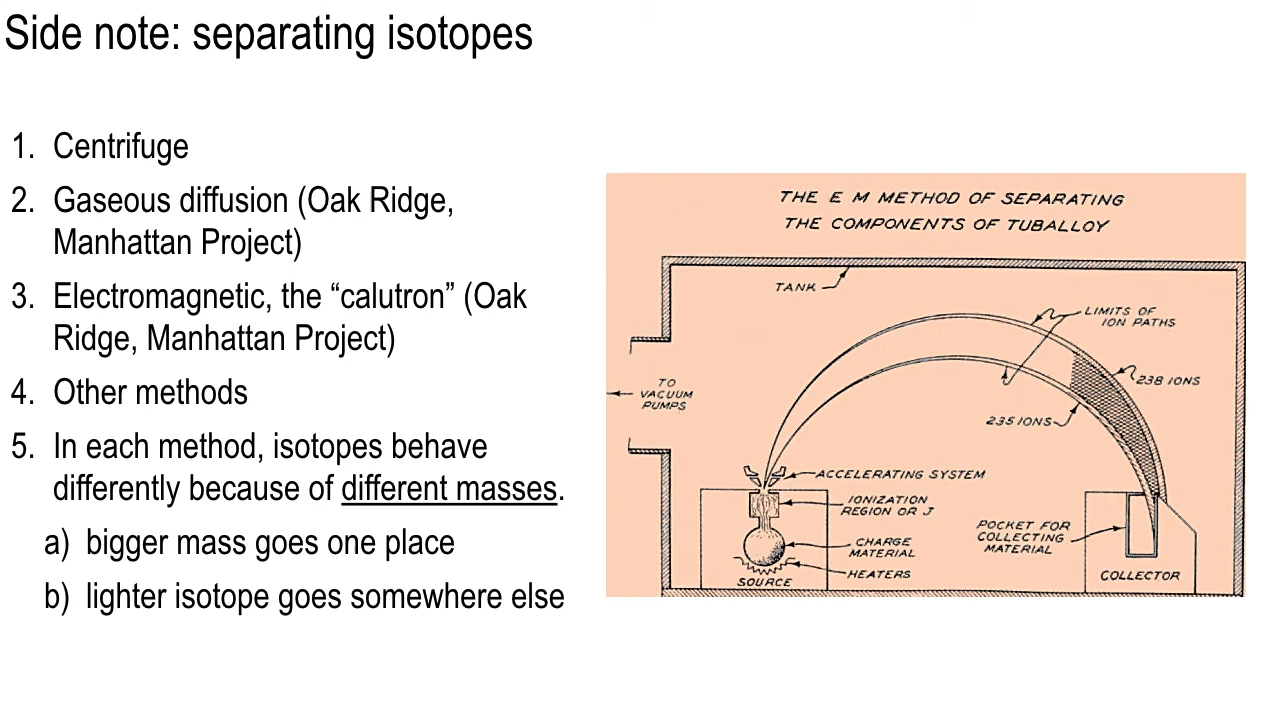 Side note: separating isotopes
1. Centrifuge
2. Gaseous diffusion (Oak Ridge,
Manhattan Project)
3. Electromagnetic, the “calutron” (Oak
Ridge, Manhattan Project)
4. Other methods
5. In each method, isotopes behave
differently because of different masses.
a) bigger mass goes one place
b) lighter isotope goes somewhere else
THE E M METHOD OF SEPARATING
THE COMPONENTS OF TUBALLOY
TANK
LIMITS OF
ION PATHS
238 IONS
TO
VACUUM
PUMPS
235 IONS
ACCELERATING SYSTEM
IONIZATION
REGION OR J
CHARGE
MATERIAL
HEATERS
SOURCE
POCKET FOR
COLLECTING
MATERIAL
COLLECTOR